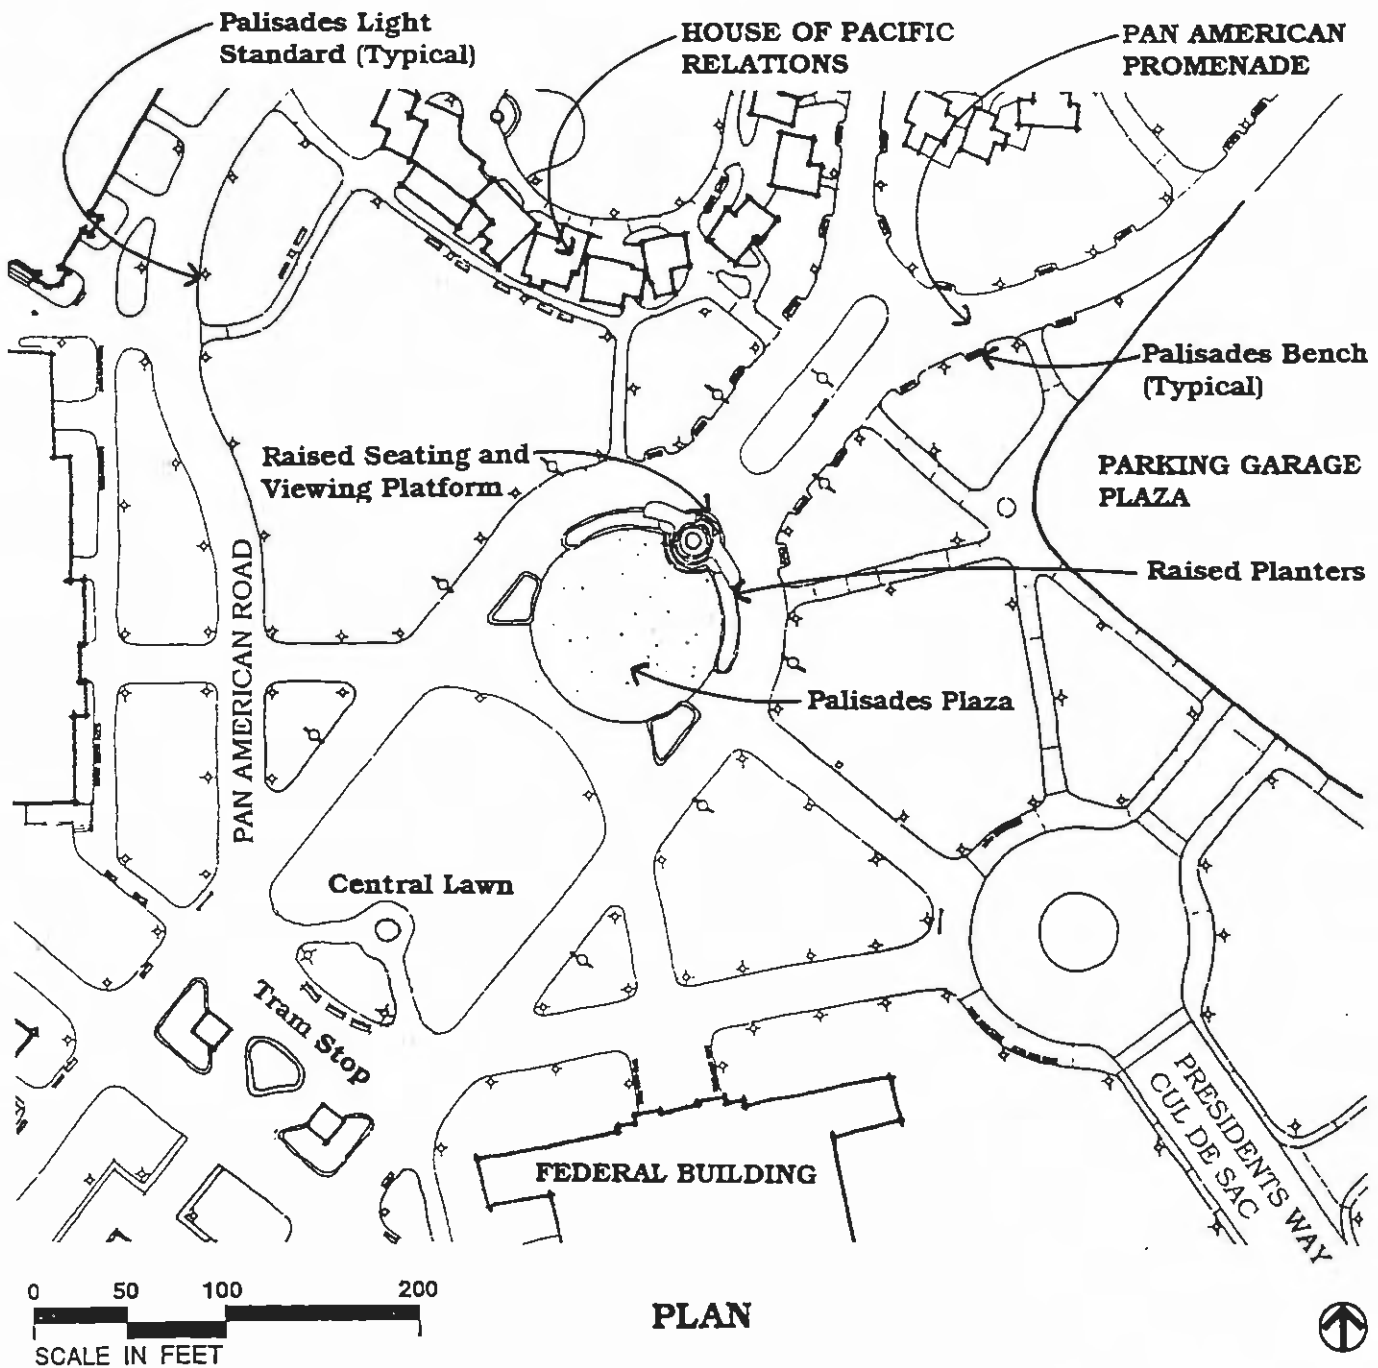 Palisades Light
Standard (Typical)
HOUSE OF PACIFIC
RELATIONS
PAN AMERICAN
PROMENADE
Palisades Bench
(Typical)
Raised Seating and
Viewing Platform
PARKING GARAGE
PLAZA
Raised Planters
PAN AMERICAN ROAD
Palisades Plaza
Central Lawn
Tram Stop
FEDERAL BUILDING
PRESIDENTS WAY
CUL DE SAC
0 50 100 200
SCALE IN FEET
PLAN